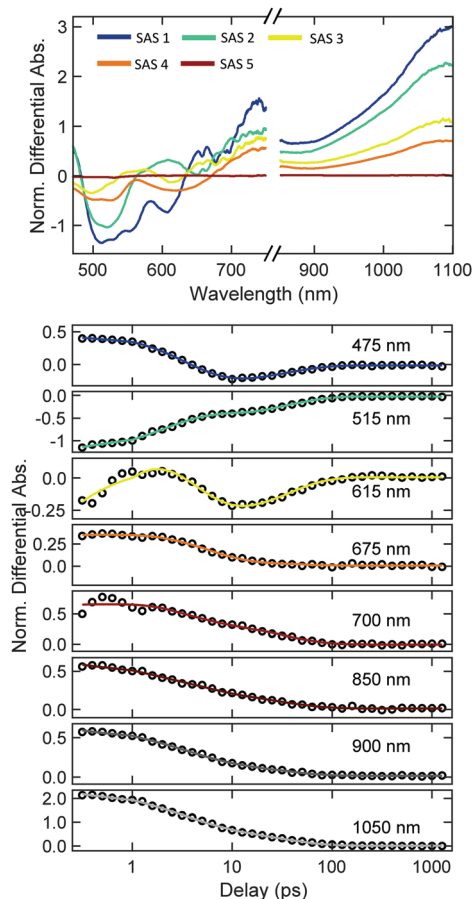 3
SAS 1 SAS 2 SAS 3
SAS 4 SAS 5
2
1
0
-1
Norm. Differential Abs.
500 600 700 900 1000 1100
Wavelength (nm)
0.5
0.0
475 nm
0
-0.5
-1
515 nm
0.0
-0.25
615 nm
0.25
0.0
675 nm
0.5
0.0
700 nm
0.5
0.0
850 nm
0.5
0.0
900 nm
2.0
1.0
0.0
1050 nm
Norm. Differential Abs.
1 10 100 1000
Delay (ps)